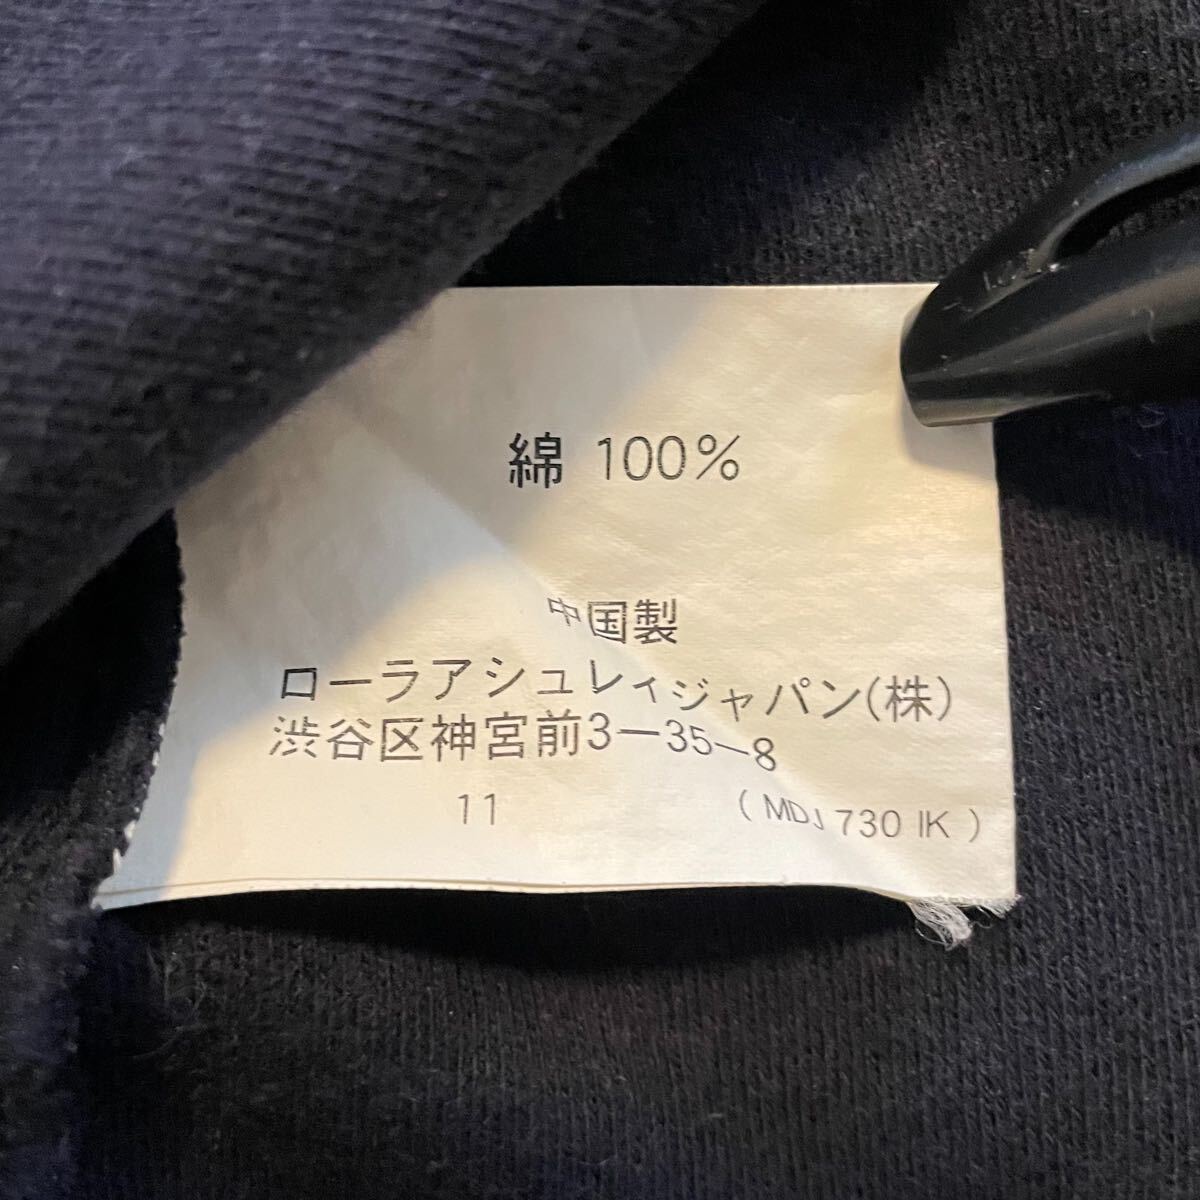 綿 100%
中国製
ローラアシュレィジャパン(株)
渋谷区神宮前3ー35ー8
11 ( MDJ 730 IK )